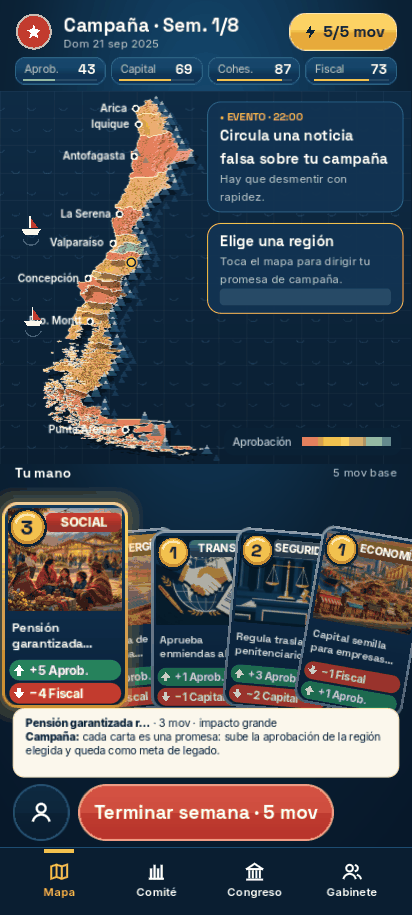 Campaña · Sem. 1/8
Dom 21 sep 2025
5/5 mov
Aprob. 43
Capital 69
Cohes. 87
Fiscal 73
Arica
Iquique
Antofagasta
La Serena
Valparaíso
Concepción
Mont
Punta Arenas
• EVENTO · 22:00
Circula una noticia
falsa sobre tu campaña
Hay que desmentir con
rapidez.
Elige una región
Toca el mapa para dirigir tu
promesa de campaña.
Aprobación
Tu mano
5 mov base
3 SOCIAL
Pensión
garantizada...
+5 Aprob.
−4 Fiscal
1 TRANS
Aprueba
enmiendas a
+1 Aprob.
−1 Capita
2 SEGURID
Regula trasla
penitenciario
+3 Aprob
−2 Capita
1 ECONOMÍ
Capital semilla
para empresas...
−1 Fiscal
+1 Aprob.
Pensión garantizada r... · 3 mov · impacto grande
Campaña: cada carta es una promesa: sube la aprobación de la región
elegida y queda como meta de legado.
Terminar semana · 5 mov
Mapa
Comité
Congreso
Gabinete